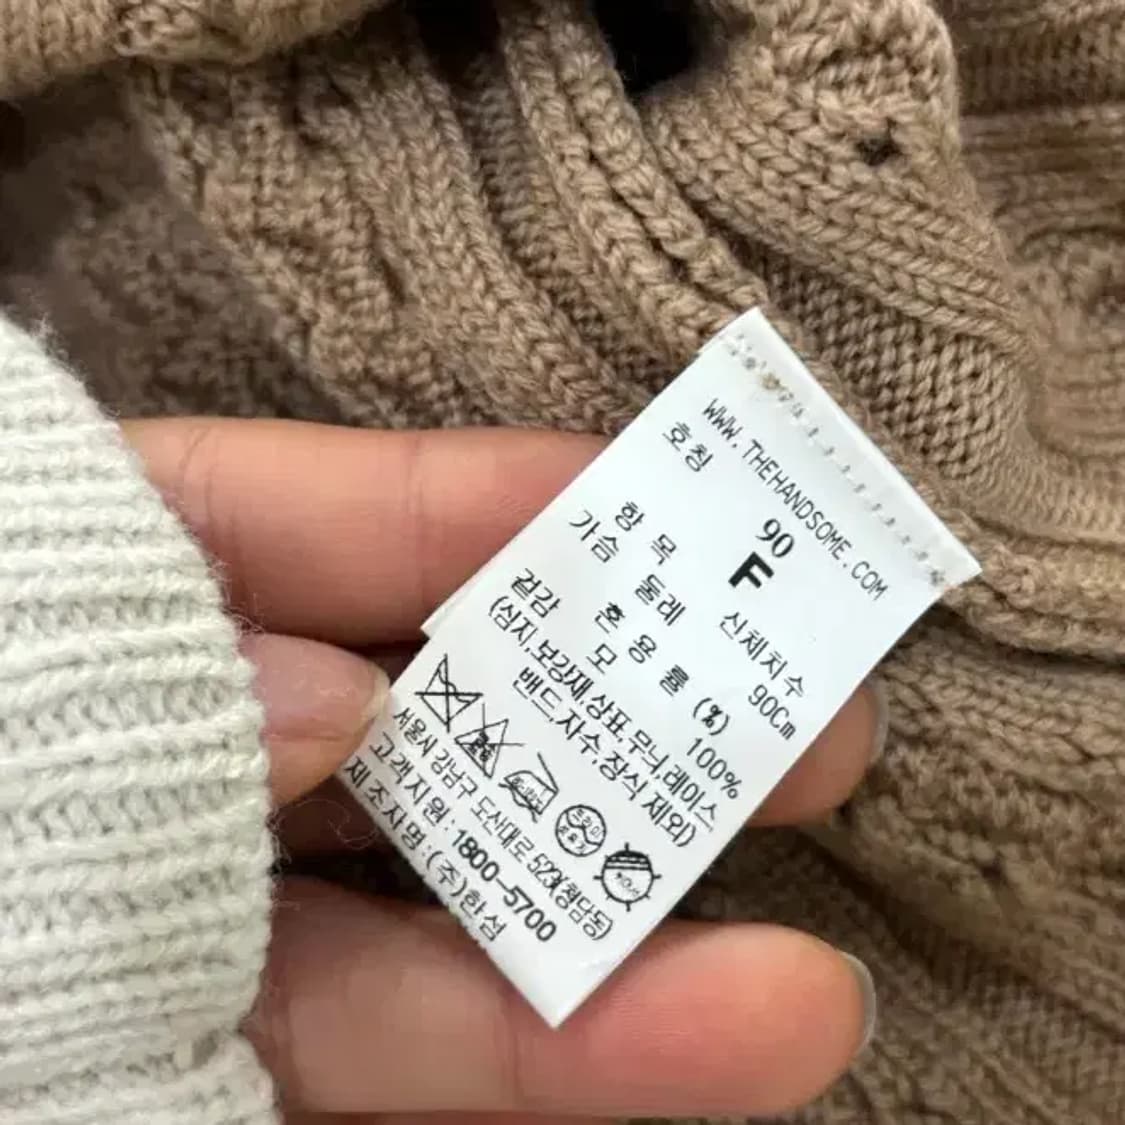 WWW.THEHANDSOME.COM
호칭 90
F
항 목 신체치수
가슴 둘레 90Cm
혼 용 률 (%)
겉감 모 100%
(심지,보강재,상표,무늬,레이스
밴드,자수,장식 제외)
서울시 강남구 도산대로 523(청담동)
고객지원:1800-5700
제조자명:(주)한섬